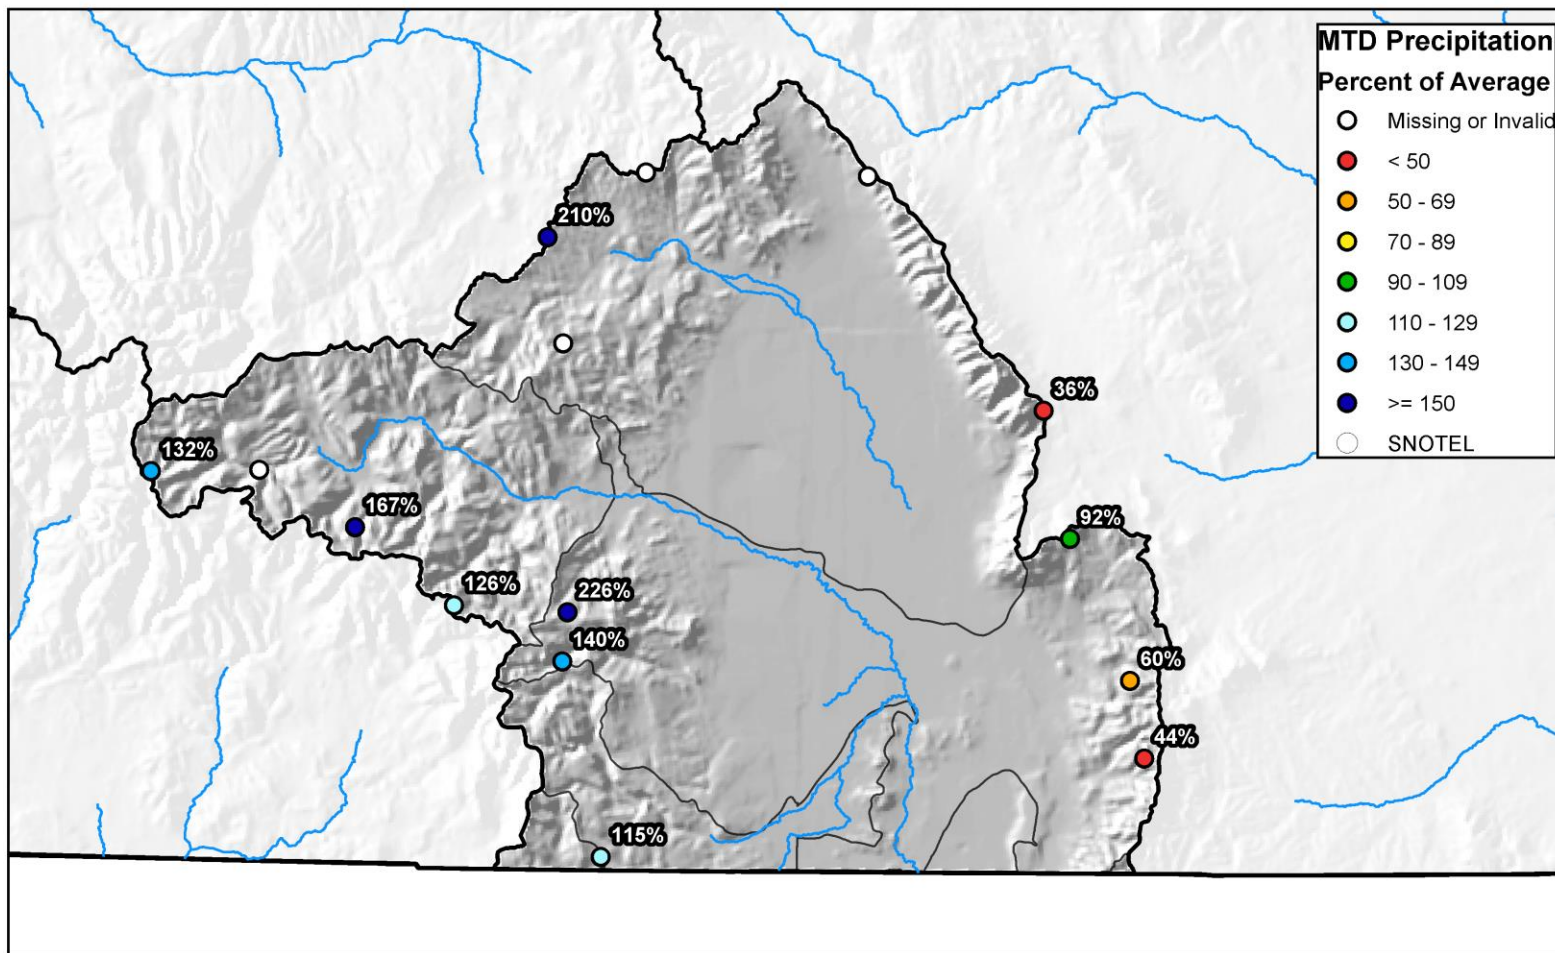 MTD Precipitation
Percent of Average
Missing or Invalid
< 50
50 - 69
70 - 89
90 - 109
110 - 129
130 - 149
>= 150
SNOTEL
210%
36%
132%
167%
92%
126%
226%
140%
60%
44%
115%